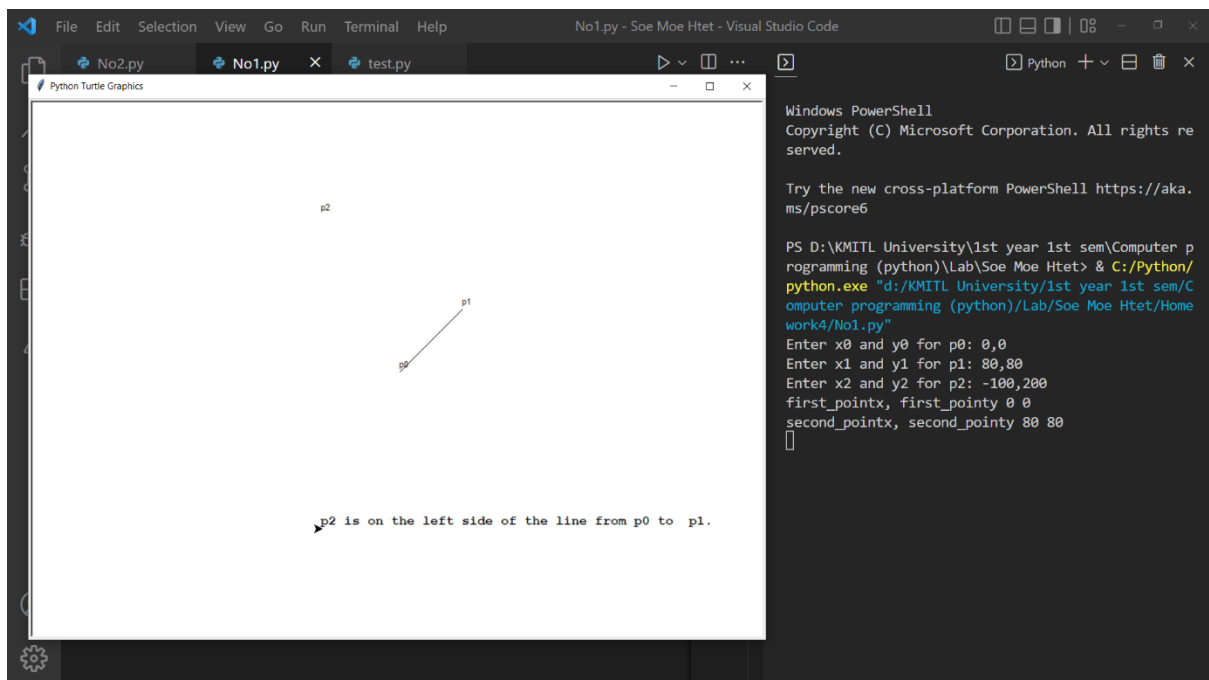 File Edit Selection View Go Run Terminal Help No1.py - Soe Moe Htet - Visual Studio Code
No2.py No1.py test.py
Python
Python Turtle Graphics
p2
p1
p0
p2 is on the left side of the line from p0 to  p1.
Windows PowerShell
Copyright (C) Microsoft Corporation. All rights re
served.
Try the new cross-platform PowerShell https://aka.
ms/pscore6
PS D:\KMITL University\1st year 1st sem\Computer p
rogramming (python)\Lab\Soe Moe Htet> & C:/Python/
python.exe "d:/KMITL University/1st year 1st sem/C
omputer programming (python)/Lab/Soe Moe Htet/Home
work4/No1.py"
Enter x0 and y0 for p0: 0,0
Enter x1 and y1 for p1: 80,80
Enter x2 and y2 for p2: -100,200
first_pointx, first_pointy 0 0
second_pointx, second_pointy 80 80